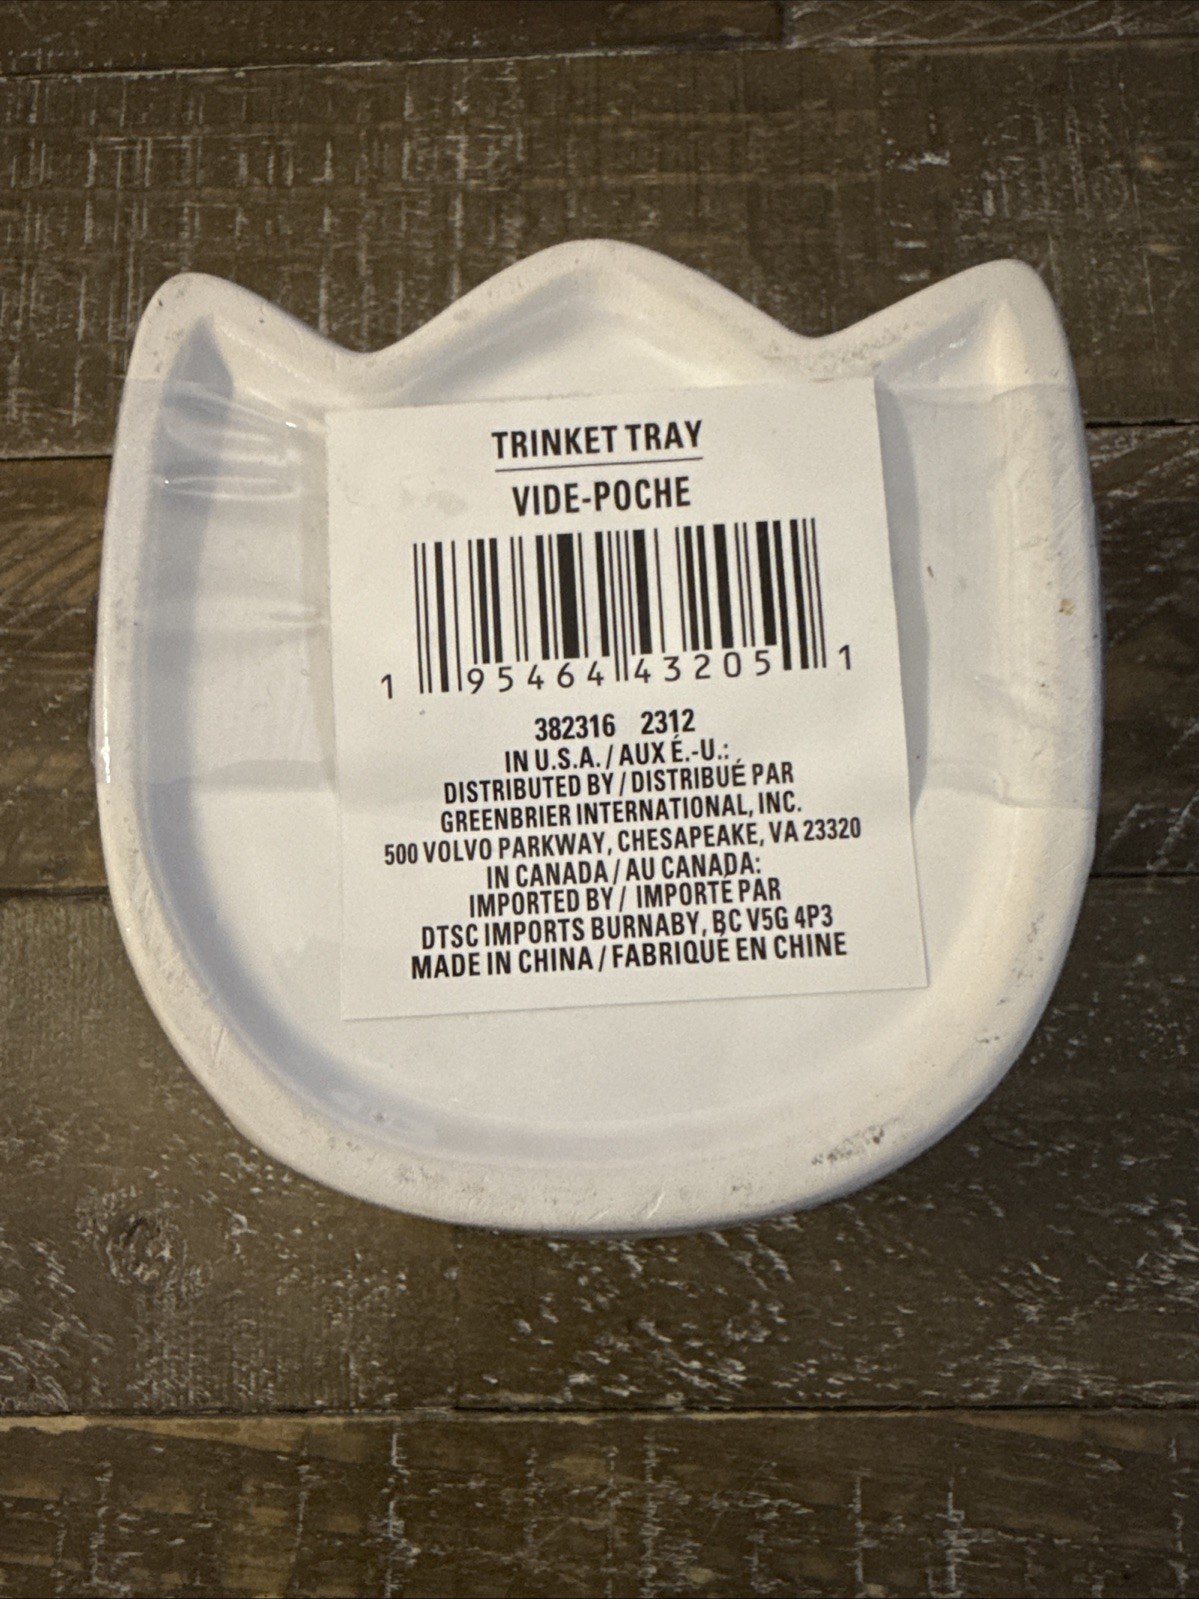 TRINKET TRAY
VIDE-POCHE
1 95464 43205 1
382316 2312
IN U.S.A. / AUX É.-U.:
DISTRIBUTED BY / DISTRIBUÉ PAR
GREENBRIER INTERNATIONAL, INC.
500 VOLVO PARKWAY, CHESAPEAKE, VA 23320
IN CANADA / AU CANADA:
IMPORTED BY / IMPORTÉ PAR
DTSC IMPORTS BURNABY, BC V5G 4P3
MADE IN CHINA / FABRIQUÉ EN CHINE